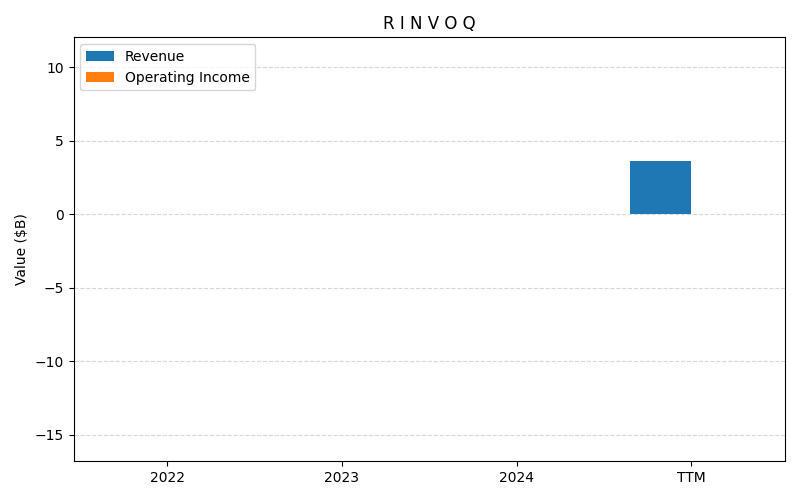 R I N V O Q
Revenue
Operating Income
Value ($B)
10
5
0
−5
−10
−15
2022 2023 2024 TTM